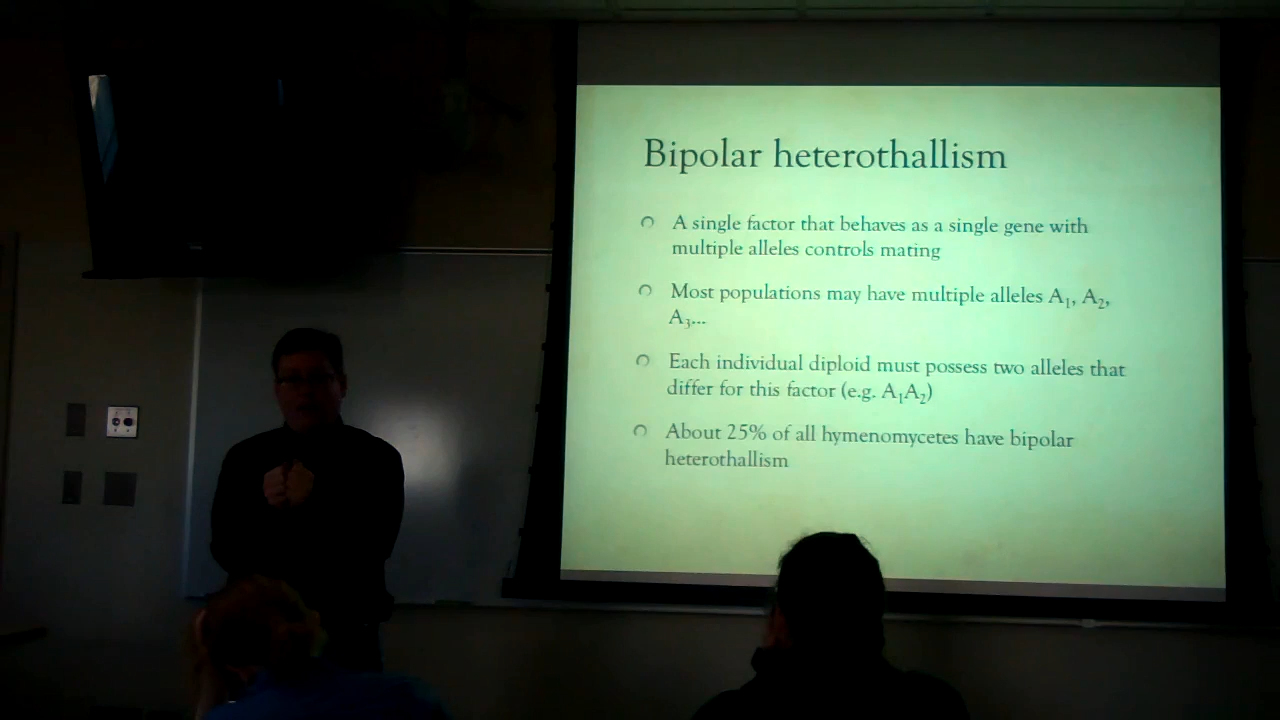 Bipolar heterothallism
A single factor that behaves as a single gene with
multiple alleles controls mating
Most populations may have multiple alleles A₁, A₂,
A₃...
Each individual diploid must possess two alleles that
differ for this factor (e.g. A₁A₂)
About 25% of all hymenomycetes have bipolar
heterothallism